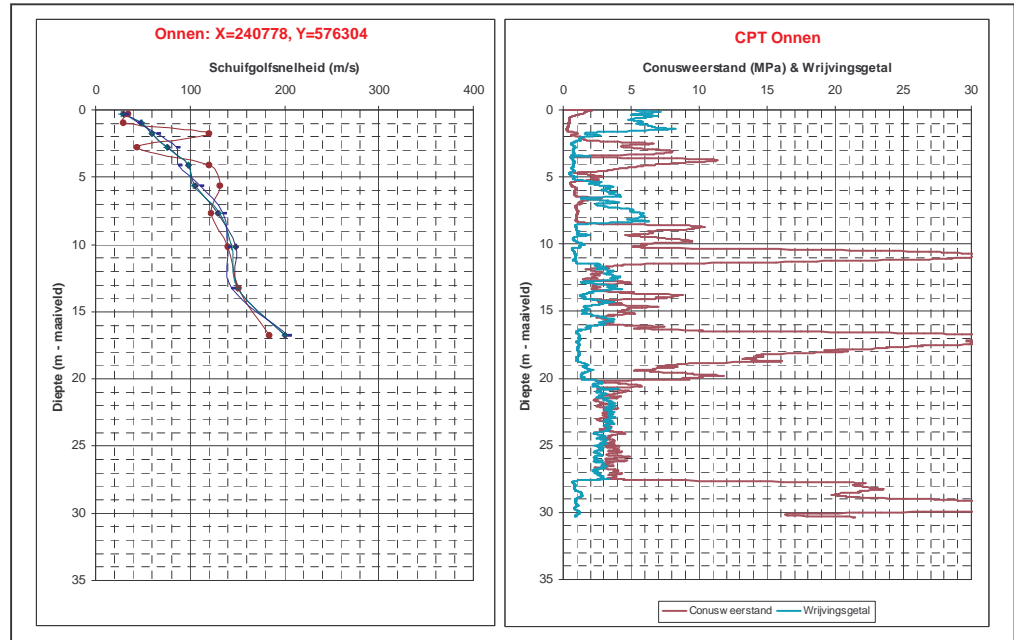 Onnen: X=240778, Y=576304
Schuifgolfsnelheid (m/s)
0 100 200 300 400
Diepte (m - maaiveld)
0
5
10
15
20
25
30
35
CPT Onnen
Conusweerstand (MPa) & Wrijvingsgetal
0 5 10 15 20 25 30
Diepte (m - maaiveld)
0
5
10
15
20
25
30
35
Conusweerstand Wrijvingsgetal